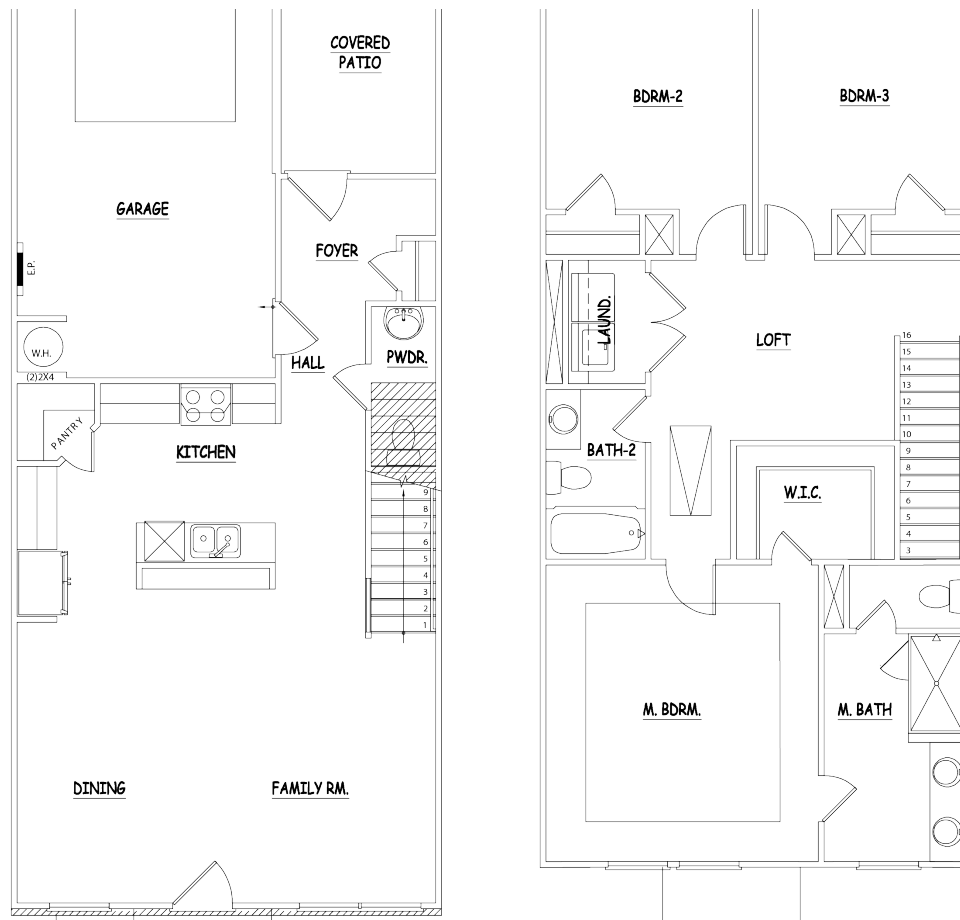 COVERED
PATIO
GARAGE
FOYER
E.P.
W.H.
(2)2X4
HALL
PWDR.
PANTRY
KITCHEN
9
8
7
6
5
4
3
2
1
DINING
FAMILY RM.
BDRM-2
BDRM-3
LAUND.
LOFT
16
15
14
13
12
11
10
9
8
7
6
5
4
3
BATH-2
W.I.C.
M. BDRM.
M. BATH